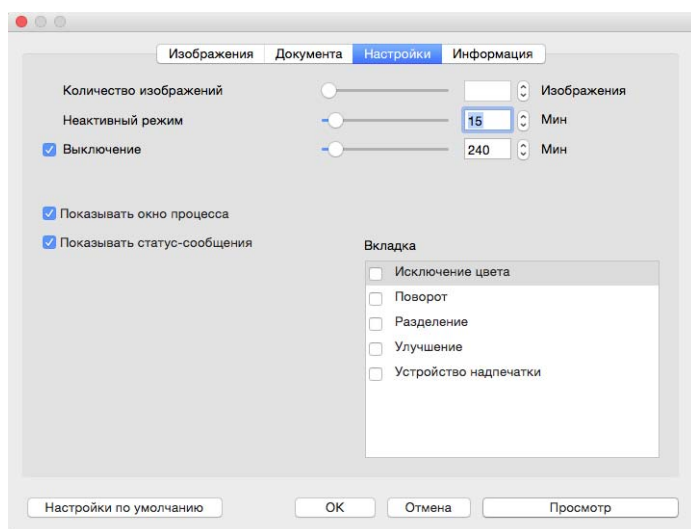 Изображения Документа Настройки Информация
Количество изображений Изображения
Неактивный режим 15 Мин
Выключение 240 Мин
Показывать окно процесса
Показывать статус-сообщения
Вкладка
Исключение цвета
Поворот
Разделение
Улучшение
Устройство надпечатки
Настройки по умолчанию OK Отмена Просмотр